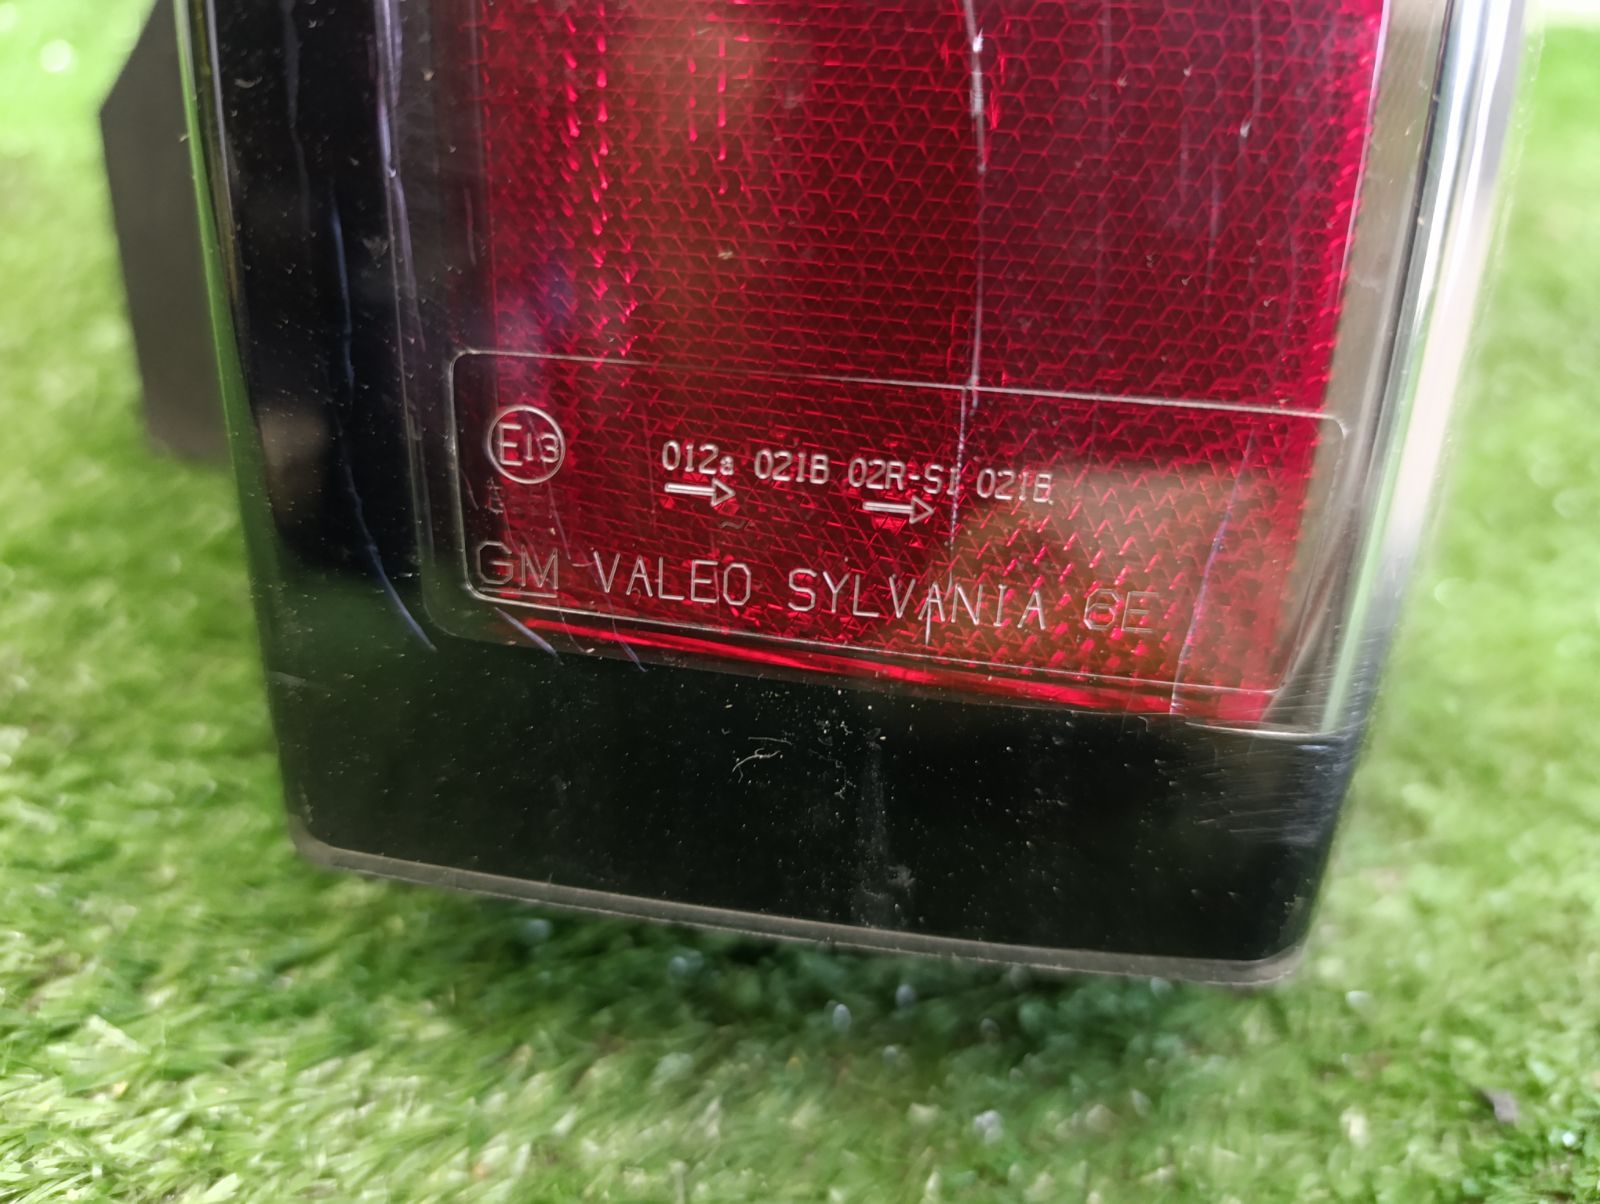 E13
012a 021B 02R-S1 021B
GM VALEO SYLVANIA 6E